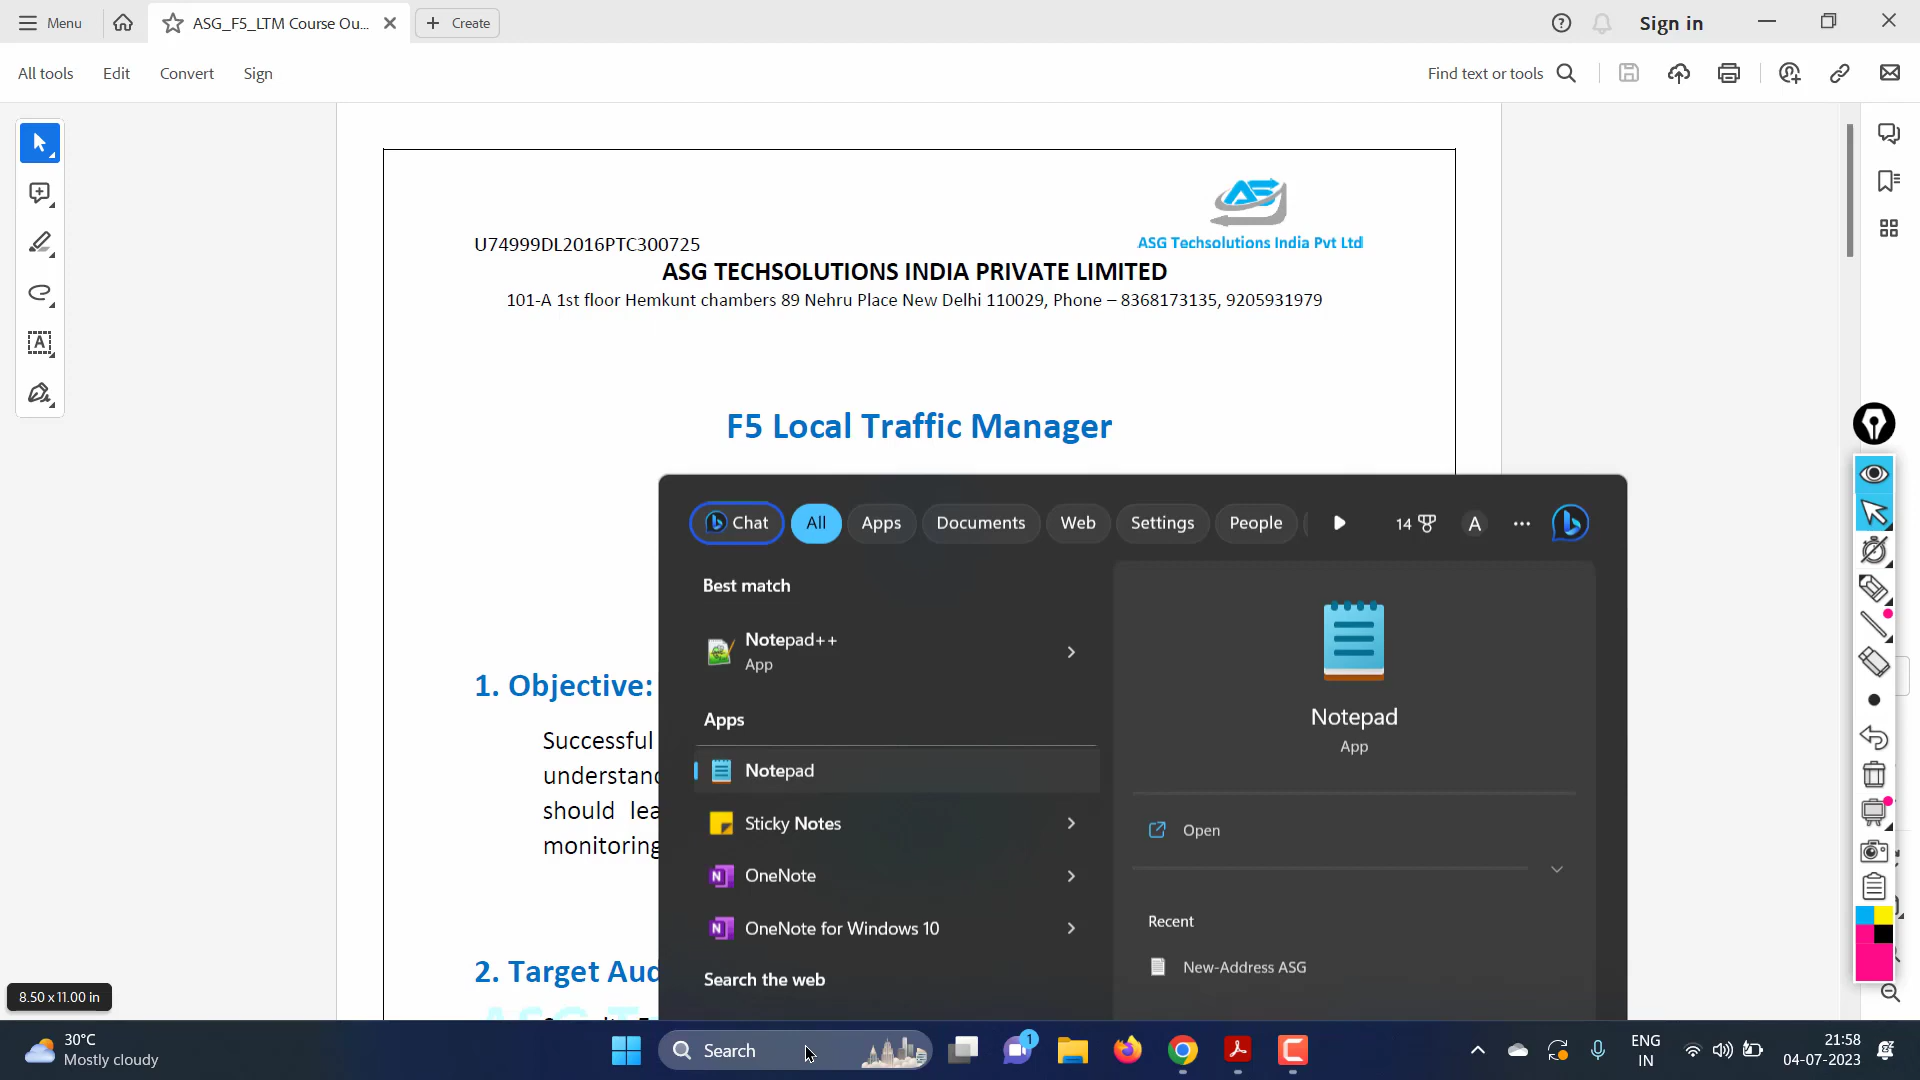 Menu
ASG_F5_LTM Course Ou...
Create
Sign in
All tools
Edit
Convert
Sign
Find text or tools
ASG Techsolutions India Pvt Ltd
U74999DL2016PTC300725
ASG TECHSOLUTIONS INDIA PRIVATE LIMITED
101-A 1st floor Hemkunt chambers 89 Nehru Place New Delhi 110029, Phone – 8368173135, 9205931979
F5 Local Traffic Manager
1. Objective:
Successful
understand
should lea
monitoring
2. Target Aud
8.50 x 11.00 in
Chat
All
Apps
Documents
Web
Settings
People
14
A
Best match
Notepad++
App
Apps
Notepad
Sticky Notes
OneNote
OneNote for Windows 10
Search the web
Notepad
App
Open
Recent
New-Address ASG
30°C
Mostly cloudy
Search
1
ENG
IN
21:58
04-07-2023